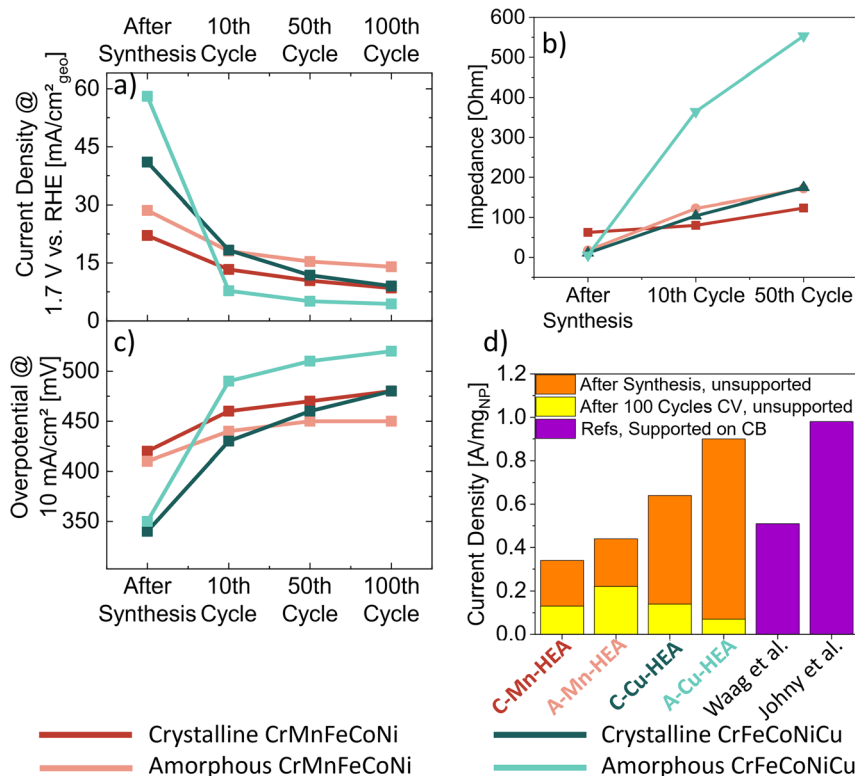 After Synthesis 10th Cycle 50th Cycle 100th Cycle
a)
Current Density @
1.7 V vs. RHE [mA/cm²geo]
60
45
30
15
0
b)
Impedance [Ohm]
600
500
400
300
200
100
0
After Synthesis 10th Cycle 50th Cycle
c)
Overpotential @
10 mA/cm² [mV]
500
450
400
350
After Synthesis 10th Cycle 50th Cycle 100th Cycle
d)
Current Density [A/mgNP]
1.2
1.0
0.8
0.6
0.4
0.2
0.0
After Synthesis, unsupported
After 100 Cycles CV, unsupported
Refs, Supported on CB
C-Mn-HEA
A-Mn-HEA
C-Cu-HEA
A-Cu-HEA
Waag et al.
Johny et al.
Crystalline CrMnFeCoNi
Amorphous CrMnFeCoNi
Crystalline CrFeCoNiCu
Amorphous CrFeCoNiCu